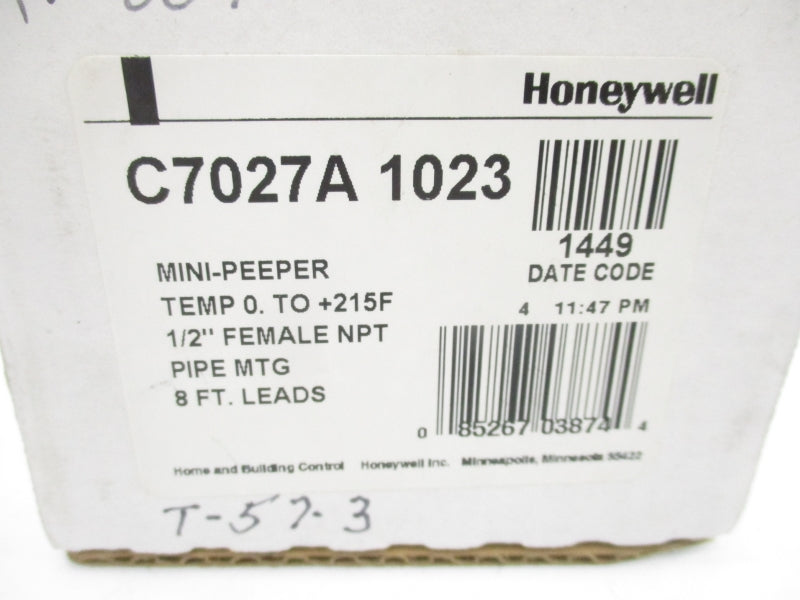 Honeywell
C7027A 1023
1449
DATE CODE
MINI-PEEPER
TEMP 0. TO +215F
1/2" FEMALE NPT
PIPE MTG
8 FT. LEADS
4 11:47 PM
0 85267 03874 4
Home and Building Control Honeywell Inc. Minneapolis, Minnesota 55422
T-57-3